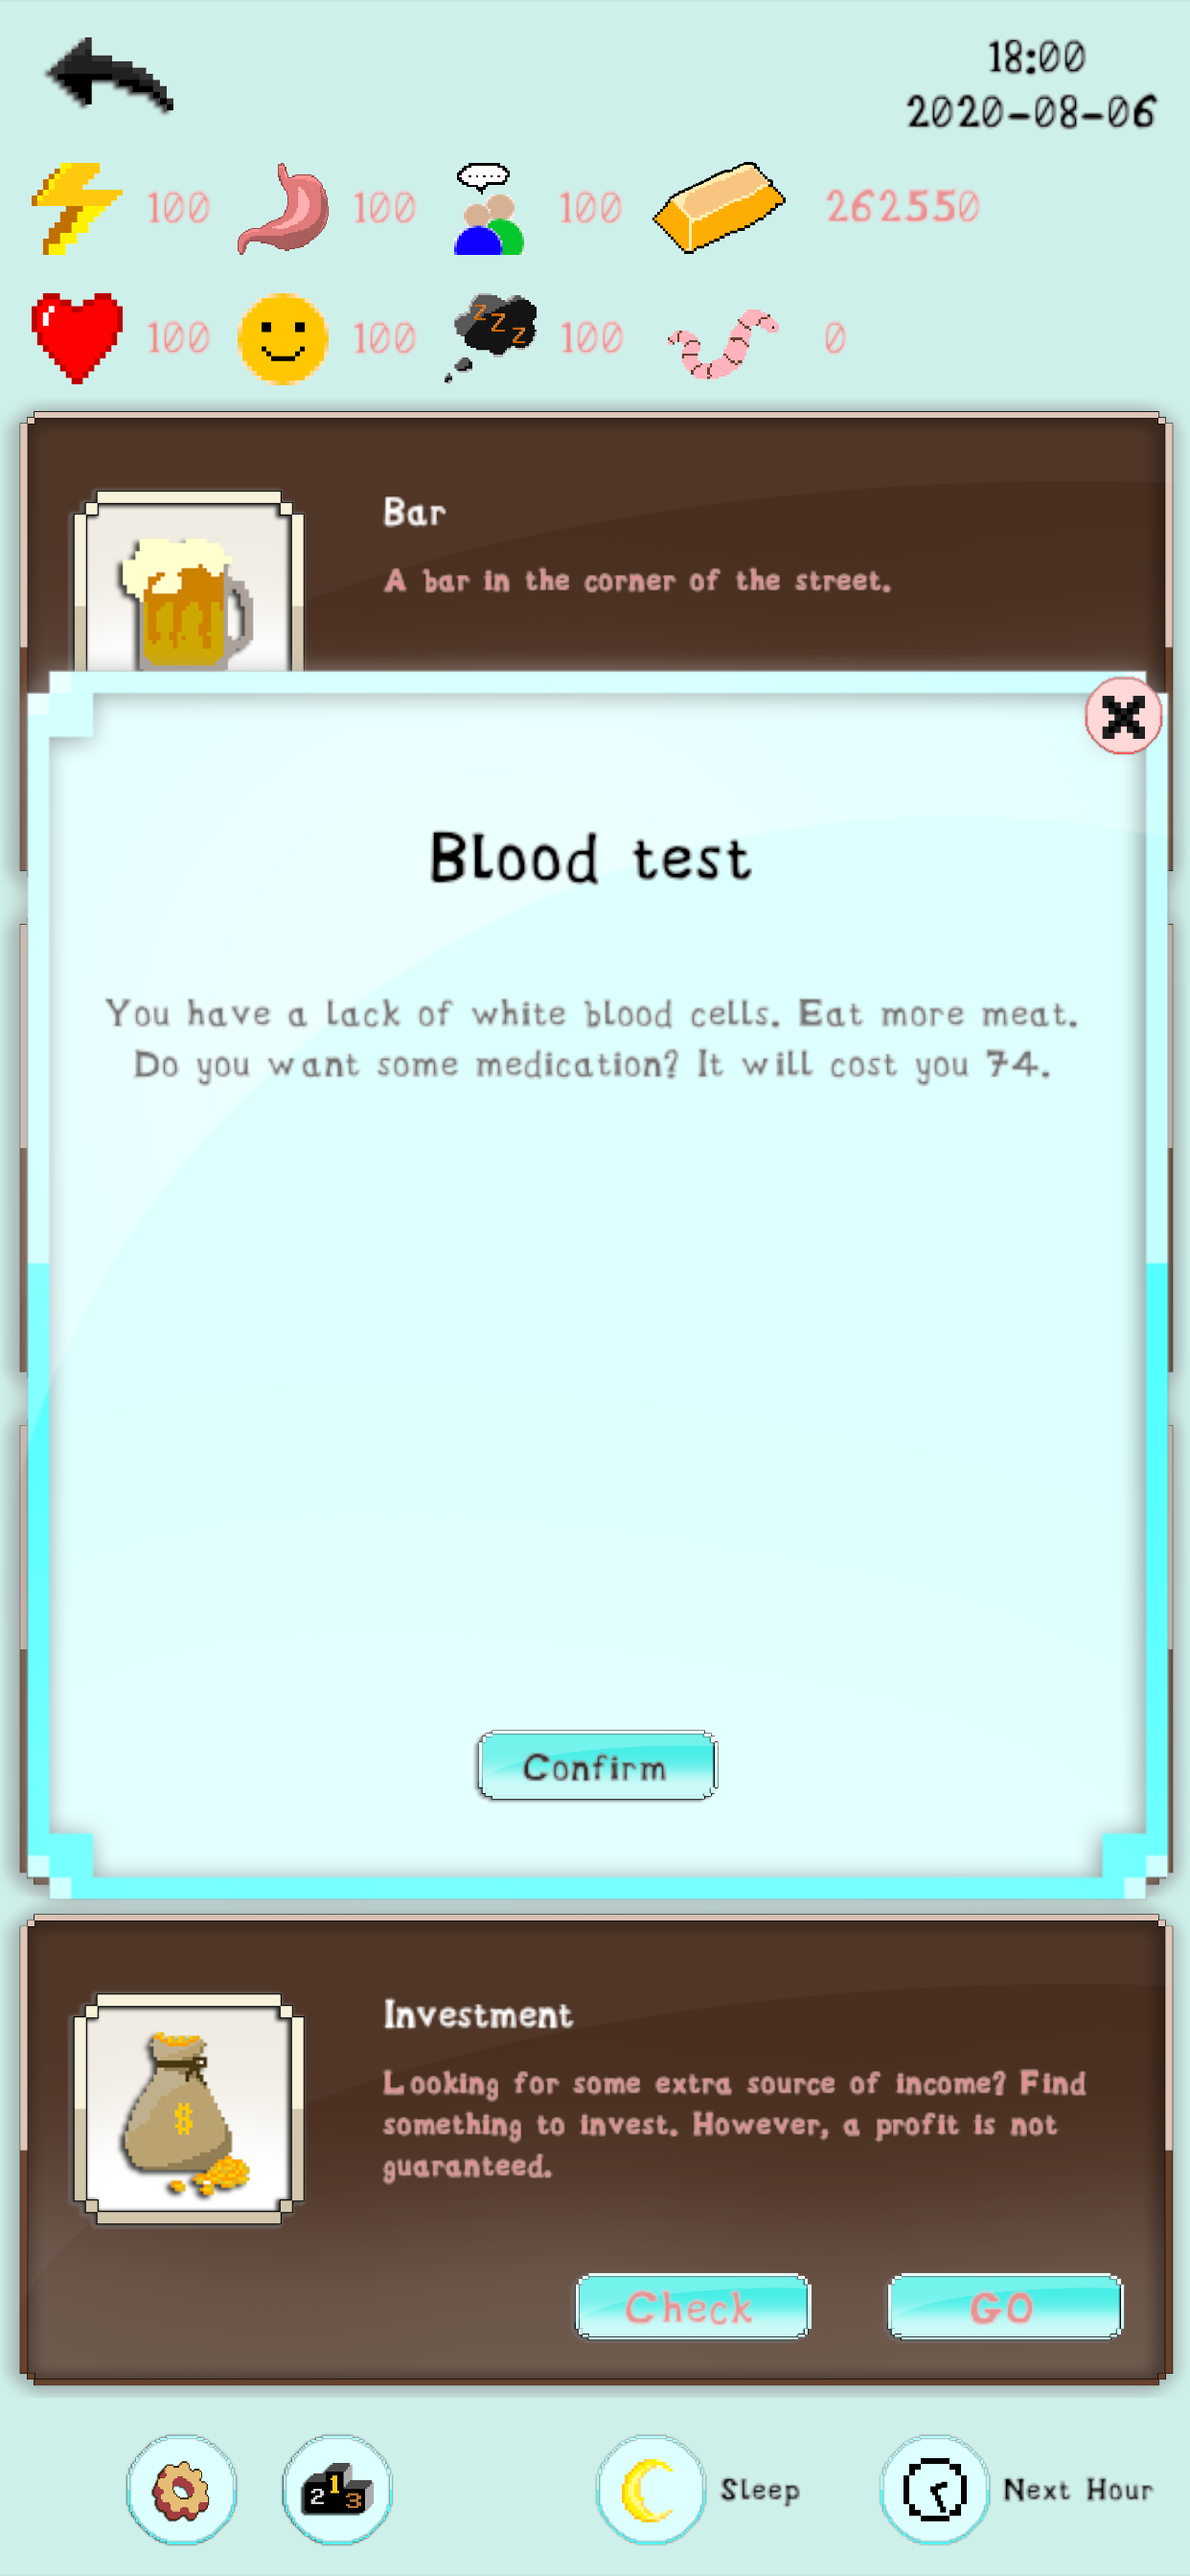 18:00
2020-08-06
100
100
100
262550
100
100
100
0
Bar
A bar in the corner of the street.
Blood test
You have a lack of white blood cells. Eat more meat.
Do you want some medication? It will cost you 74.
Confirm
Investment
Looking for some extra source of income? Find
something to invest. However, a profit is not
guaranteed.
Check
GO
Sleep
Next Hour